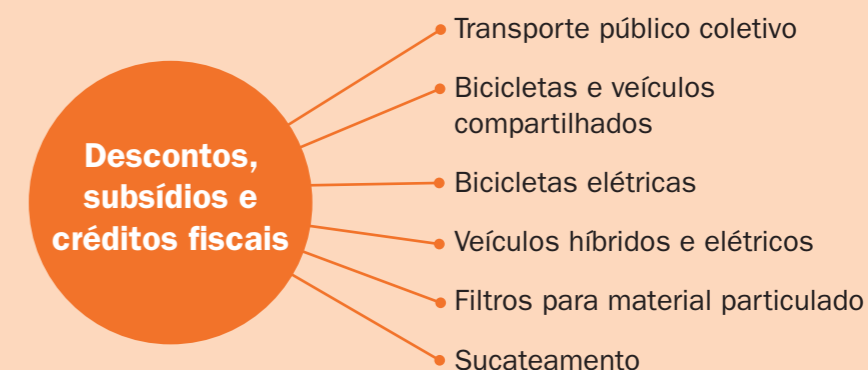 Descontos,
subsídios e
créditos fiscais
Transporte público coletivo
Bicicletas e veículos
compartilhados
Bicicletas elétricas
Veículos híbridos e elétricos
Filtros para material particulado
Sucateamento